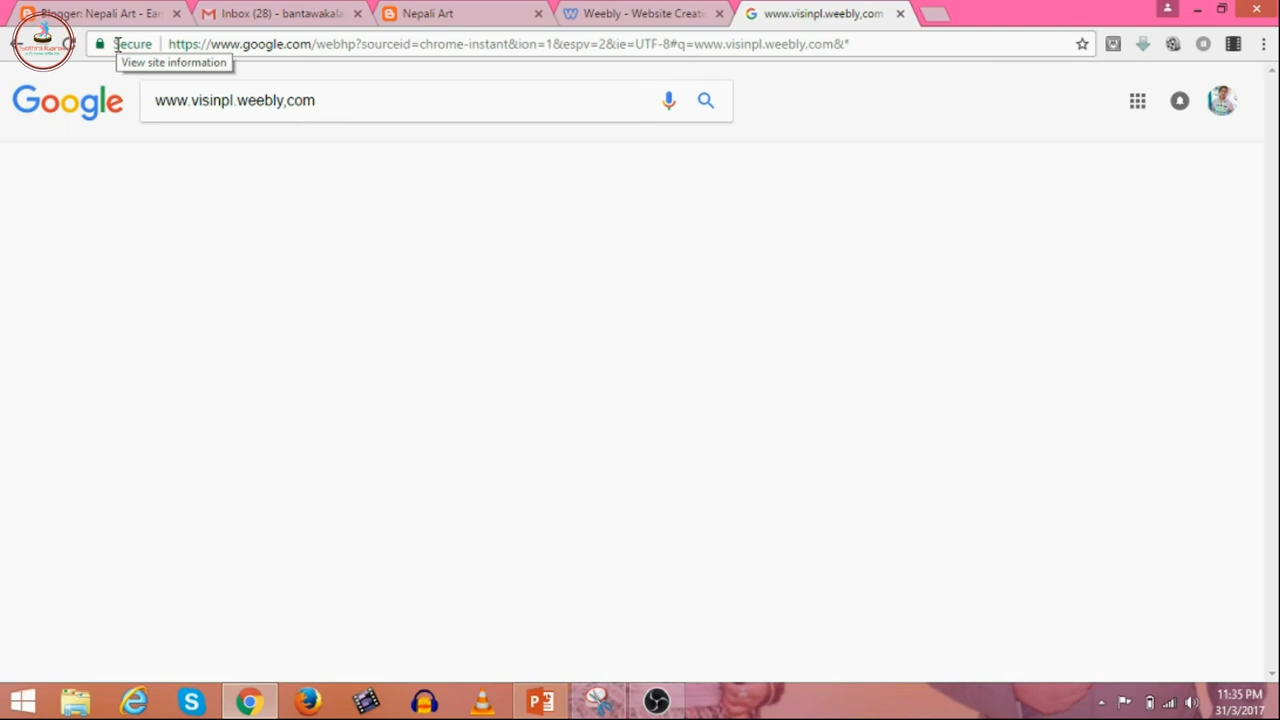 Blogger: Nepali Art - Ear
Inbox (28) - bantawakala
Nepali Art
Weebly - Website Creati
www.visinpl.weebly,com
Secure
https://www.google.com/webhp?sourceid=chrome-instant&ion=1&espv=2&ie=UTF-8#q=www.visinpl.weebly,com&*
View site information
Google
www.visinpl.weebly,com
11:35 PM
31/3/2017